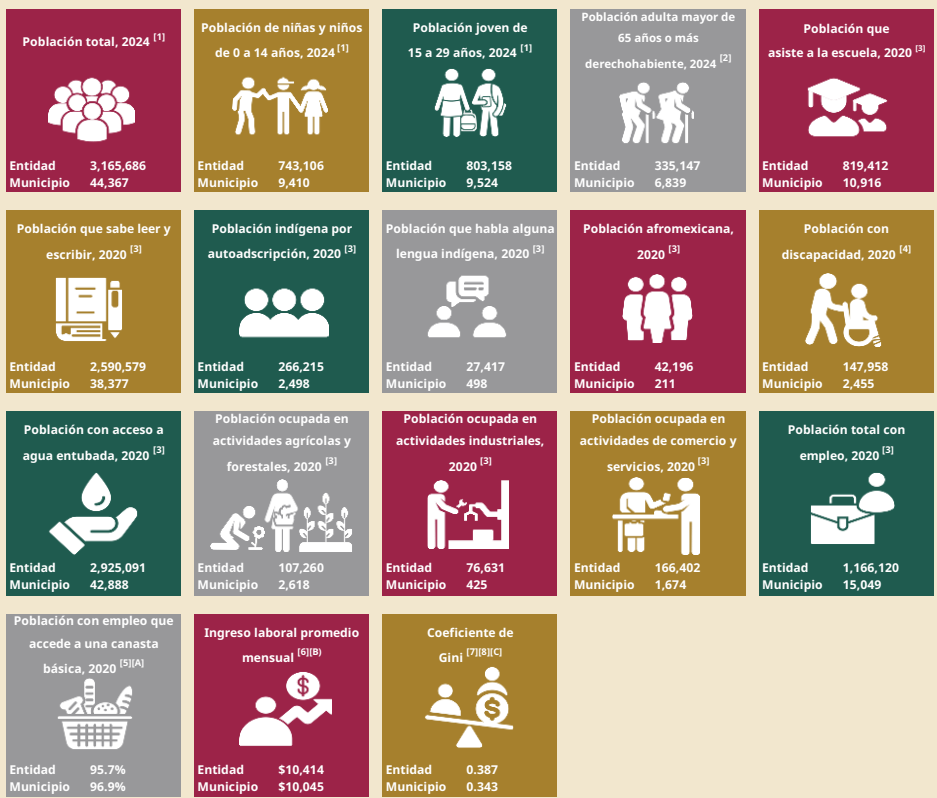 Población total, 2024 [1]
Entidad 3,165,686
Municipio 44,367
Población de niñas y niños
de 0 a 14 años, 2024 [1]
Entidad 743,106
Municipio 9,410
Población joven de
15 a 29 años, 2024 [1]
Entidad 803,158
Municipio 9,524
Población adulta mayor de
65 años o más
derechohabiente, 2024 [2]
Entidad 335,147
Municipio 6,839
Población que
asiste a la escuela, 2020 [3]
Entidad 819,412
Municipio 10,916
Población que sabe leer y
escribir, 2020 [3]
Entidad 2,590,579
Municipio 38,377
Población indígena por
autoadscripción, 2020 [3]
Entidad 266,215
Municipio 2,498
Población que habla alguna
lengua indígena, 2020 [3]
Entidad 27,417
Municipio 498
Población afromexicana,
2020 [3]
Entidad 42,196
Municipio 211
Población con
discapacidad, 2020 [4]
Entidad 147,958
Municipio 2,455
Población con acceso a
agua entubada, 2020 [3]
Entidad 2,925,091
Municipio 42,888
Población ocupada en
actividades agrícolas y
forestales, 2020 [3]
Entidad 107,260
Municipio 2,618
Población ocupada en
actividades industriales,
2020 [3]
Entidad 76,631
Municipio 425
Población ocupada en
actividades de comercio y
servicios, 2020 [3]
Entidad 166,402
Municipio 1,674
Población total con
empleo, 2020 [3]
Entidad 1,166,120
Municipio 15,049
Población con empleo que
accede a una canasta
básica, 2020 [5][A]
Entidad 95.7%
Municipio 96.9%
Ingreso laboral promedio
mensual [6][B]
$
Entidad $10,414
Municipio $10,045
Coeficiente de
Gini [7][8][C]
$
Entidad 0.387
Municipio 0.343